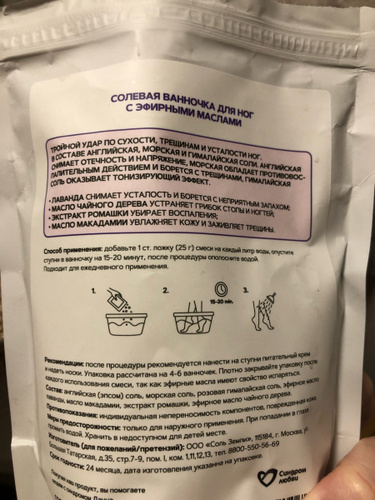 СОЛЕВАЯ ВАННОЧКА ДЛЯ НОГ
С ЭФИРНЫМИ МАСЛАМИ
ТРОЙНОЙ УДАР ПО СУХОСТИ, ТРЕЩИНАМ И УСТАЛОСТИ НОГ.
В СОСТАВЕ АНГЛИЙСКАЯ, МОРСКАЯ И ГИМАЛАЙСКАЯ СОЛИ. АНГЛИЙСКАЯ
СНИМАЕТ ОТЕЧНОСТЬ И НАПРЯЖЕНИЕ, МОРСКАЯ ОБЛАДАЕТ ПРОТИВОВОС-
ПАЛИТЕЛЬНЫМ ДЕЙСТВИЕМ И БОРЕТСЯ С ТРЕЩИНАМИ, ГИМАЛАЙСКАЯ
СОЛЬ ОКАЗЫВАЕТ ТОНИЗИРУЮЩИЙ ЭФФЕКТ.
• ЛАВАНДА СНИМАЕТ УСТАЛОСТЬ И БОРЕТСЯ С НЕПРИЯТНЫМ ЗАПАХОМ;
• МАСЛО ЧАЙНОГО ДЕРЕВА УСТРАНЯЕТ ГРИБОК СТОПЫ И НОГТЕЙ;
• ЭКСТРАКТ РОМАШКИ УБИРАЕТ ВОСПАЛЕНИЯ;
• МАСЛО МАКАДАМИИ УВЛАЖНЯЕТ КОЖУ И ЗАЖИВЛЯЕТ ТРЕЩИНЫ.
Способ применения: добавьте 1 ст. ложку (25 г) смеси на каждый литр воды, опустите
ступни в ванночку на 15-20 минут, после процедуры ополосните водой.
Подходит для ежедневного применения.
1. 2. 3.
15-20 min.
Рекомендации: после процедуры рекомендуется нанести на ступни питательный крем
и надеть носки. Упаковка рассчитана на 4-6 ванночек. Плотно закрывайте упаковку после
каждого использования смеси, так как эфирные масла имеют свойство испаряться.
Состав: английская (эпсом) соль, морская соль, розовая гималайская соль, эфирное масло
лаванды, масло макадамии, экстракт ромашки, эфирное масло чайного дерева.
Противопоказания: индивидуальная непереносимость компонентов, поврежденная кожа.
Меры предосторожности: только для наружного применения. При попадании в глаза
промыть водой. Хранить в недоступном для детей месте.
Изготовитель (для пожеланий/претензий): ООО «Соль Земли», 115184, г. Москва, ул.
Большая Татарская, д.35, стр.7-9, пом. I, ком. 1,11,12,13, тел. 8-800-550-56-69
Срок годности: 24 месяца, дата изготовления указана на упаковке.
наш продукт, вы помогаете
Синдром
любви